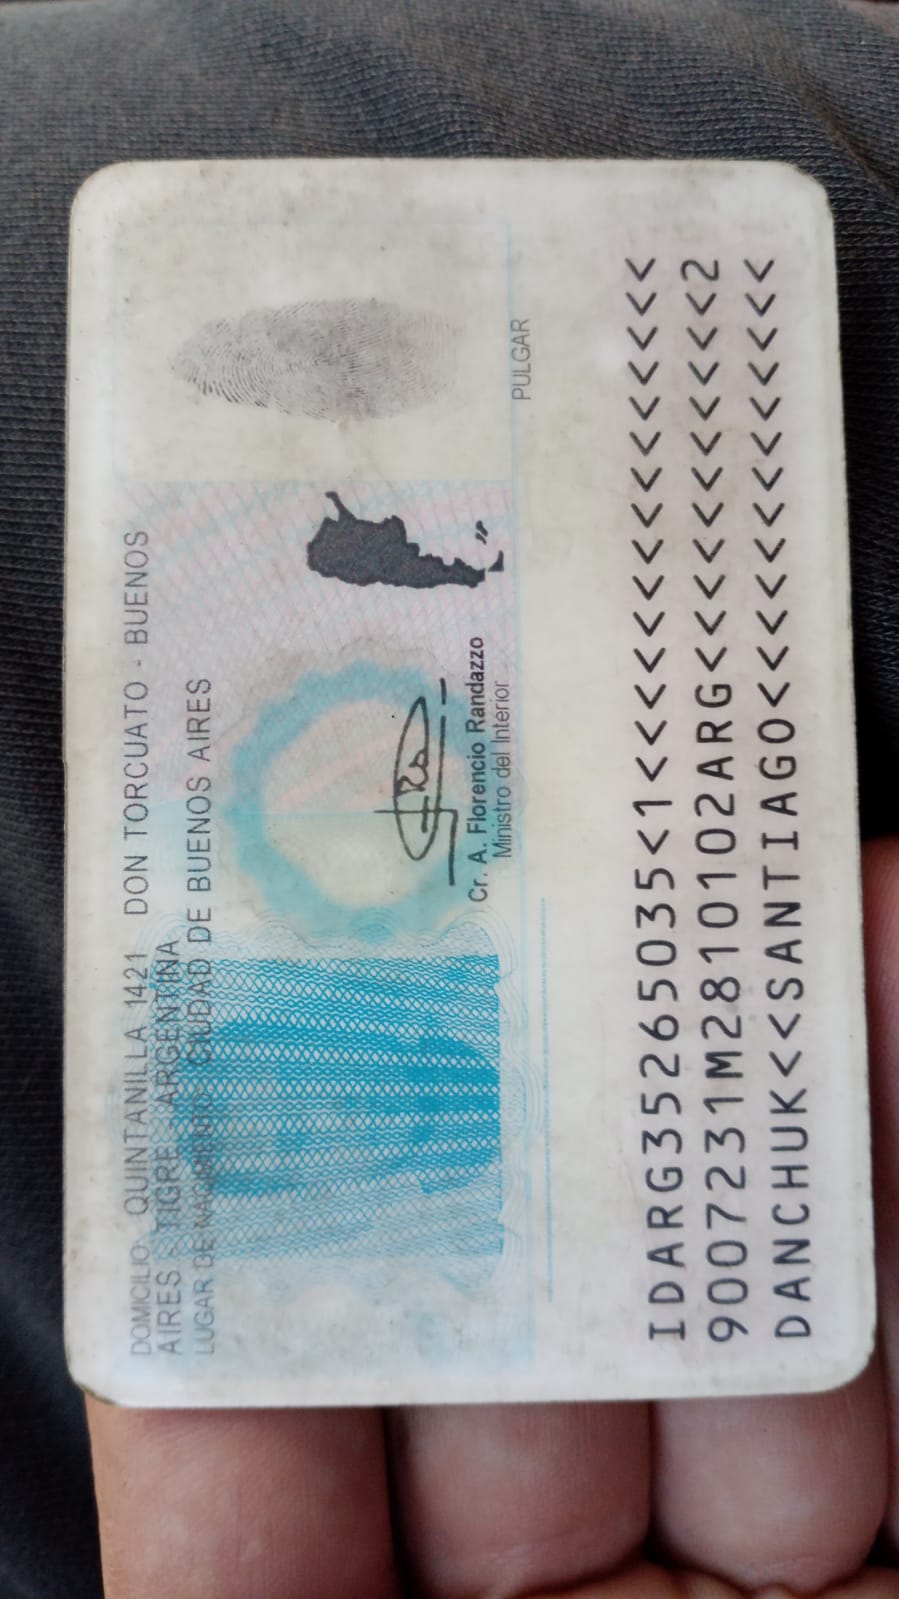 DOMICILIO QUINTANILLA 1421 DON TORCUATO - BUENOS
AIRES - TIGRE - ARGENTINA
LUGAR DE NACIMIENTO CIUDAD DE BUENOS AIRES
Cr. A. Florencio Randazzo
Ministro del Interior
PULGAR
IDARG35265035<1<<<<<<<<<<<<<<<
9007231M2810102ARG<<<<<<<<<<<2
DANCHUK<<SANTIAGO<<<<<<<<<<<<<